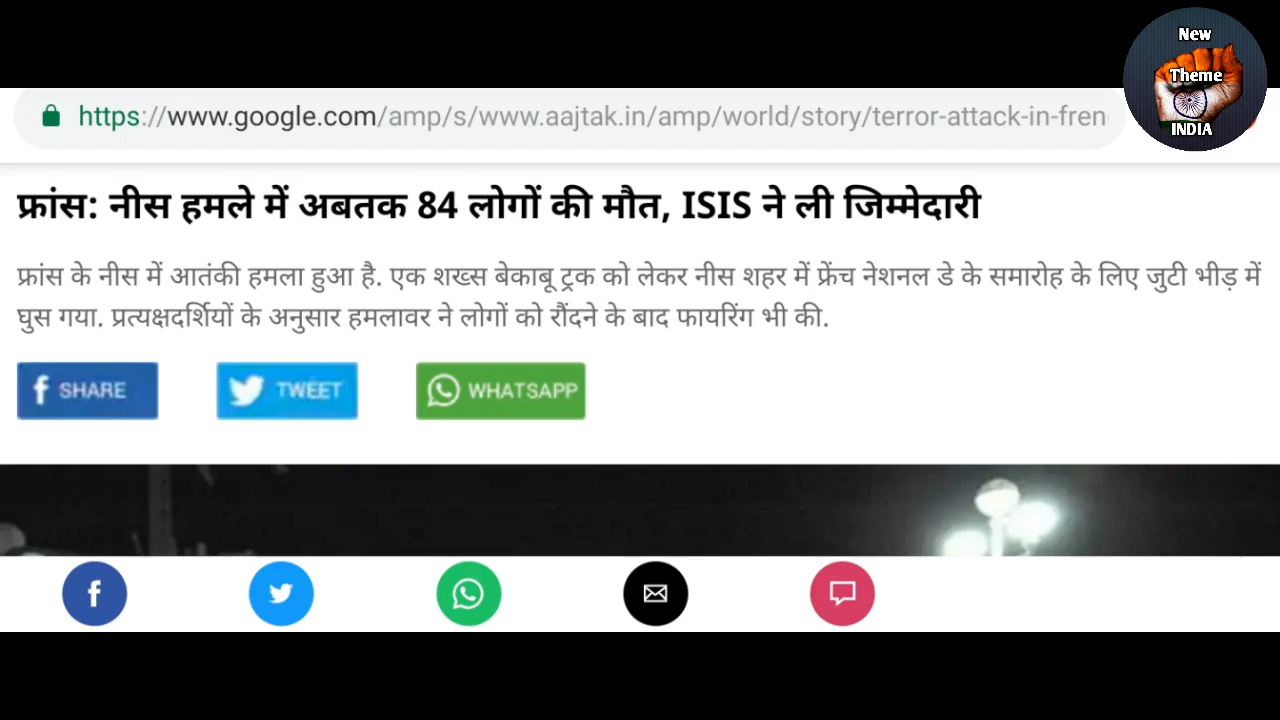 New
Theme
INDIA
https://www.google.com/amp/s/www.aajtak.in/amp/world/story/terror-attack-in-fren
फ्रांस: नीस हमले में अबतक 84 लोगों की मौत, ISIS ने ली जिम्मेदारी
फ्रांस के नीस में आतंकी हमला हुआ है. एक शख्स बेकाबू ट्रक को लेकर नीस शहर में फ्रेंच नेशनल डे के समारोह के लिए जुटी भीड़ में
घुस गया. प्रत्यक्षदर्शियों के अनुसार हमलावर ने लोगों को रौंदने के बाद फायरिंग भी की.
f SHARE TWEET WHATSAPP
f